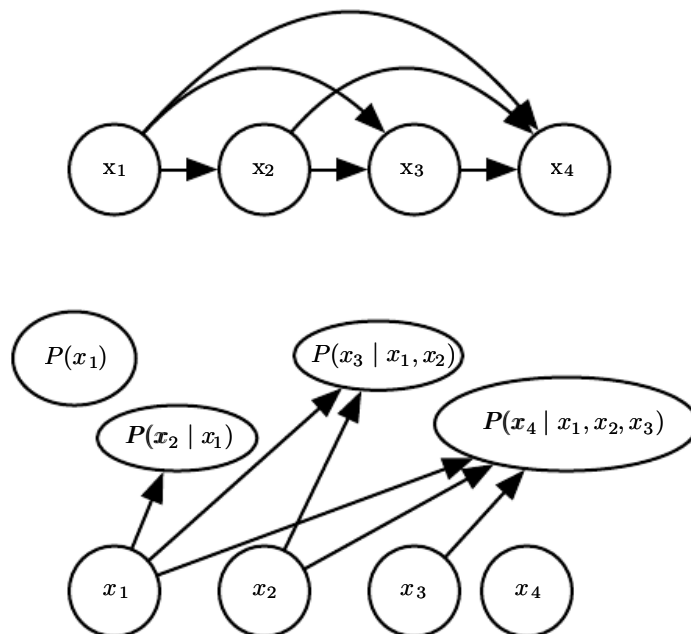 x₁ x₂ x₃ x₄
P(x₁)
P(x₃ | x₁, x₂)
P(x₂ | x₁)
P(x₄ | x₁, x₂, x₃)
x₁ x₂ x₃ x₄